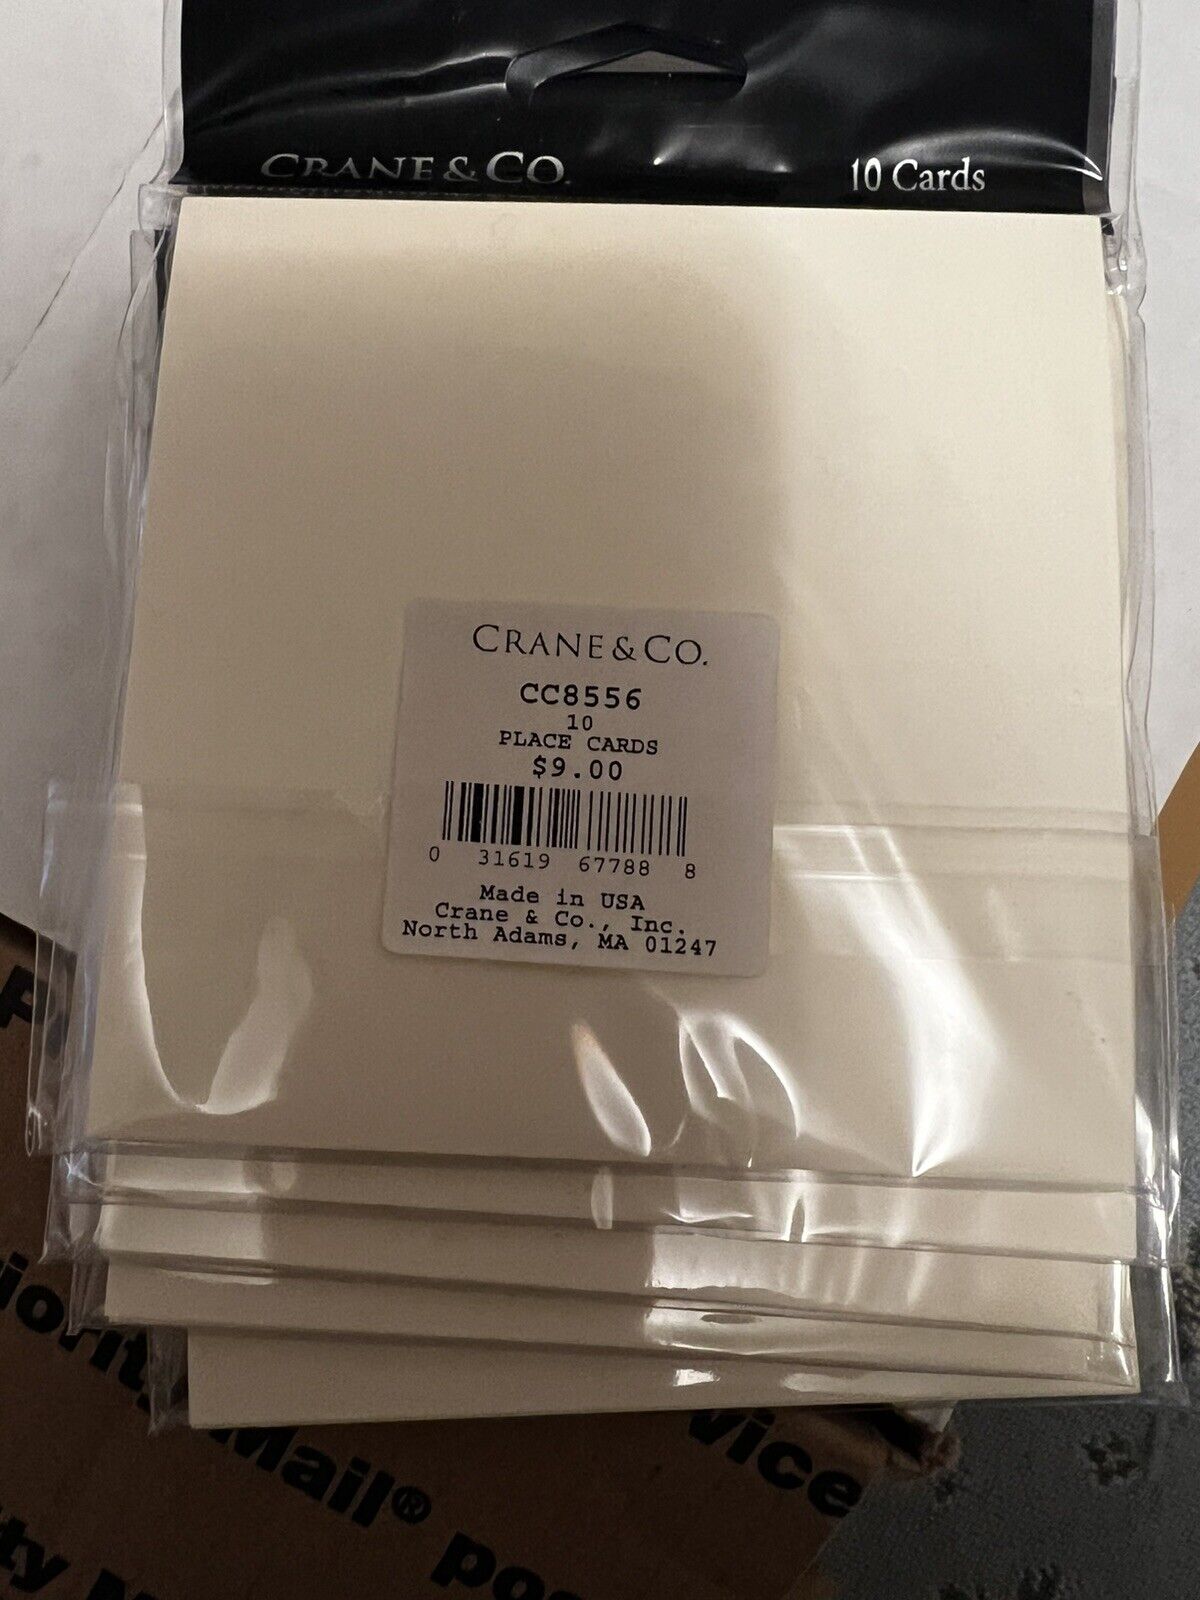 CRANE & CO.
10 Cards
CRANE & CO.
CC8556
10
PLACE CARDS
$9.00
0 31619 67788 8
Made in USA
Crane & Co., Inc.
North Adams, MA 01247
Mail®